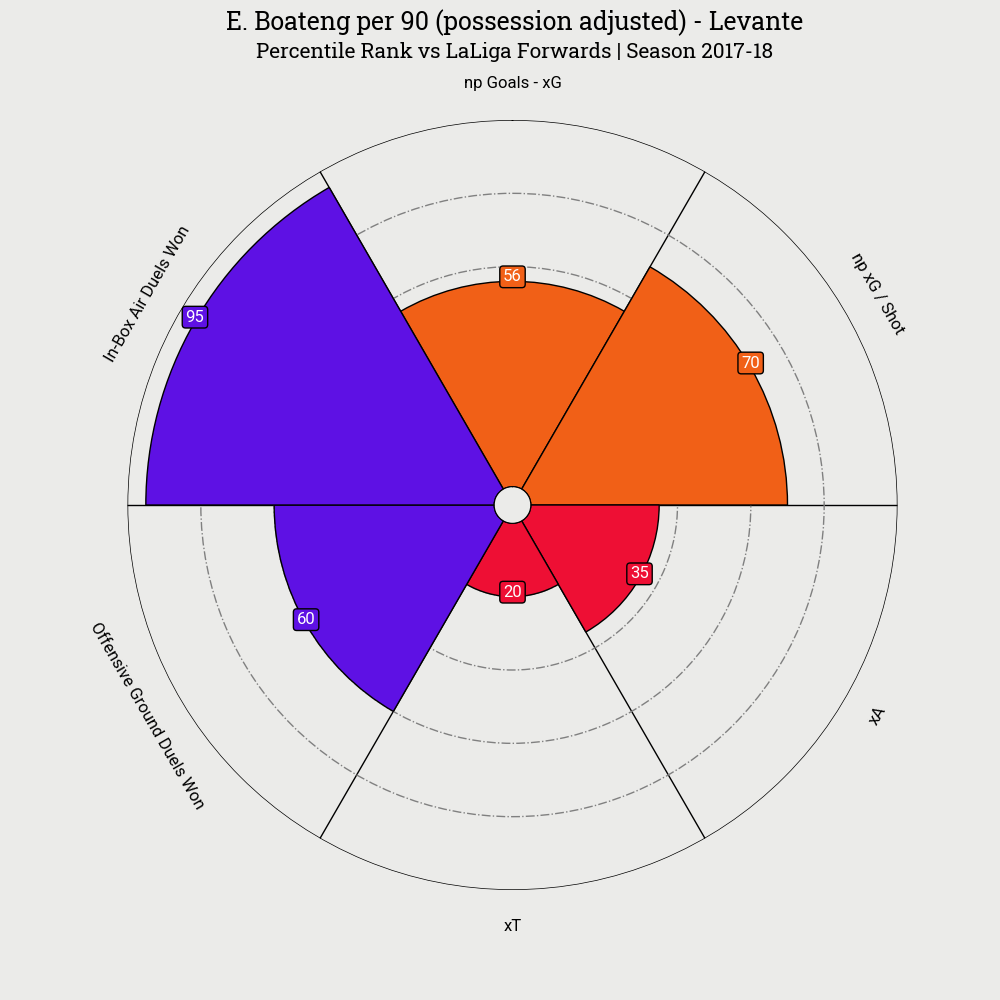 E. Boateng per 90 (possession adjusted) - Levante
Percentile Rank vs LaLiga Forwards | Season 2017-18
np Goals - xG
np xG / Shot
In-Box Air Duels Won
56
95
70
35
20
60
Offensive Ground Duels Won
xA
xT